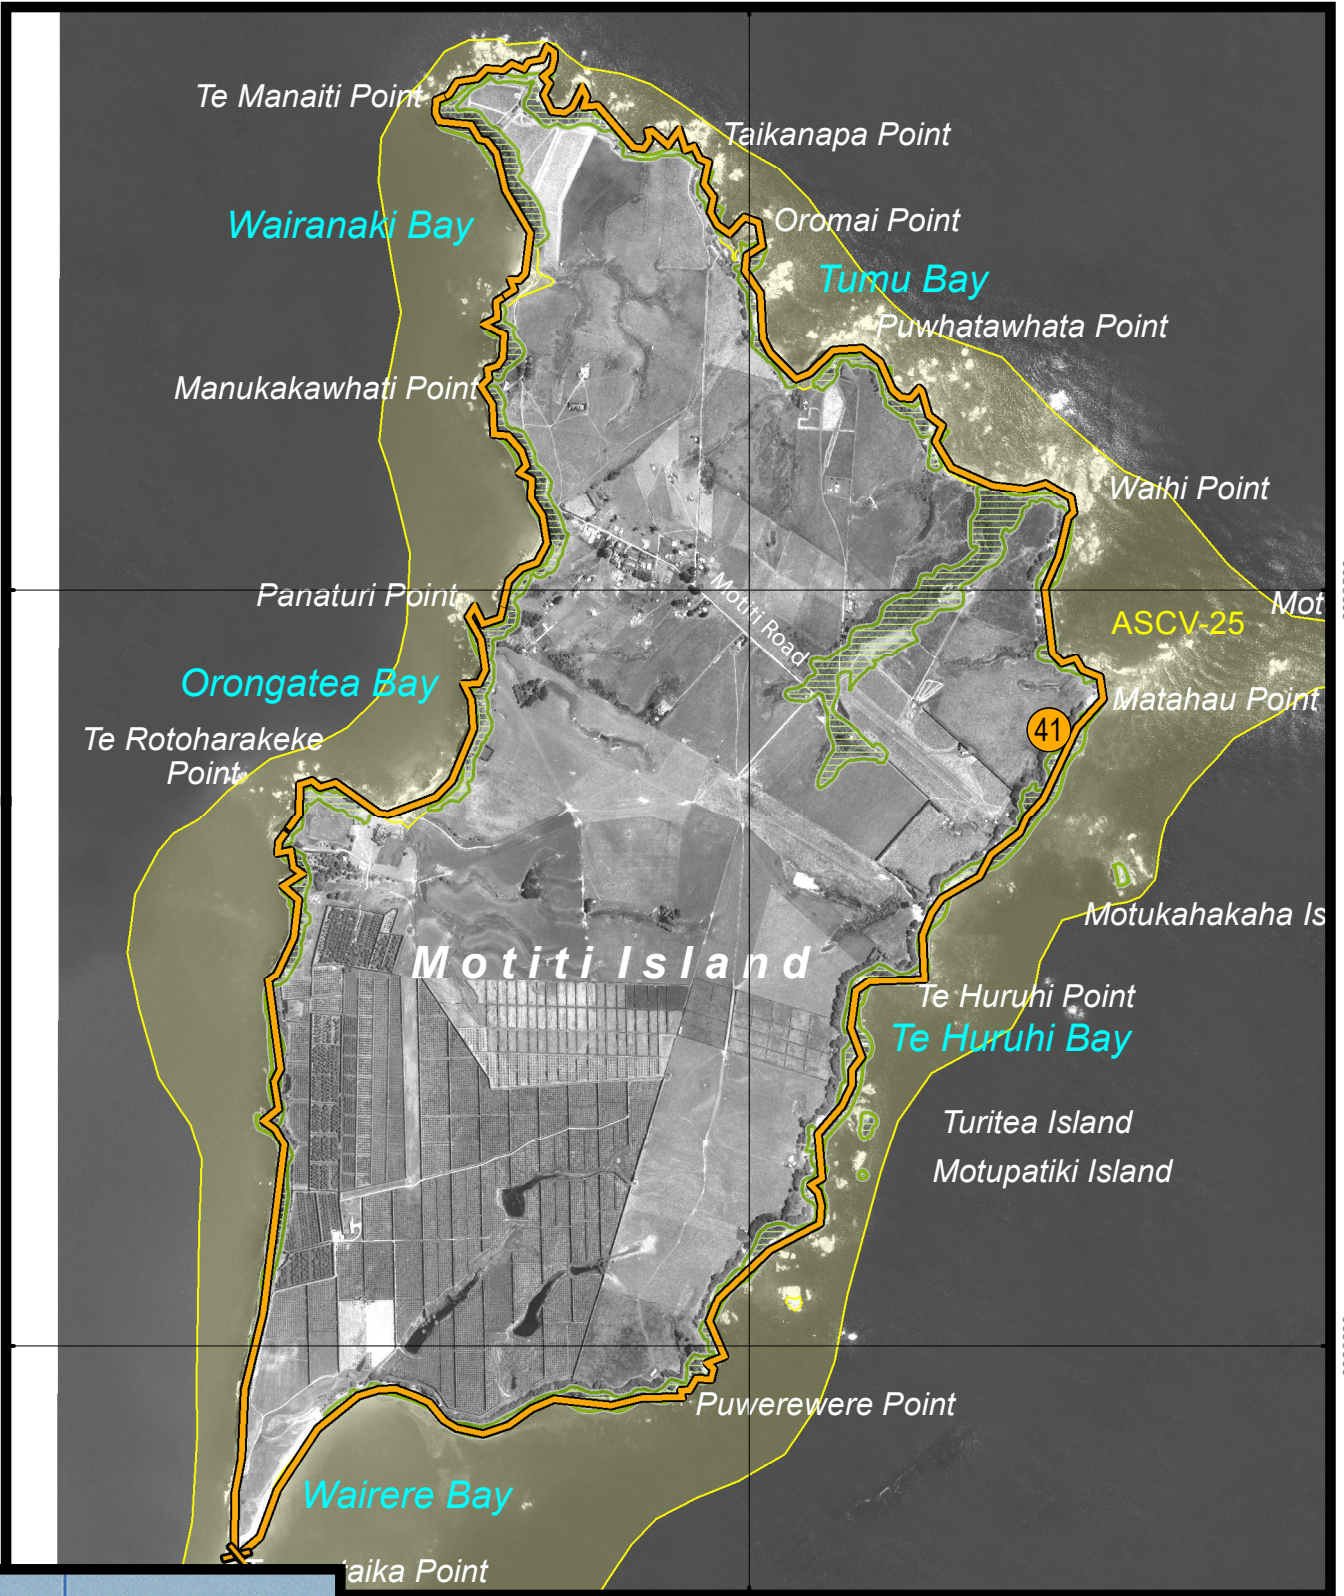 Te Manaiti Point
Taikanapa Point
Wairanaki Bay
Oromai Point
Tumu Bay
Puwhatawhata Point
Manukakawhati Point
Waihi Point
Panaturi Point
Motiti Road
Mot
ASCV-25
Orongatea Bay
Matahau Point
41
Te Rotoharakeke
Point
Motukahakaha Is
Motiti Island
Te Huruhi Point
Te Huruhi Bay
Turitea Island
Motupatiki Island
Puwerewere Point
Wairere Bay
taika Point